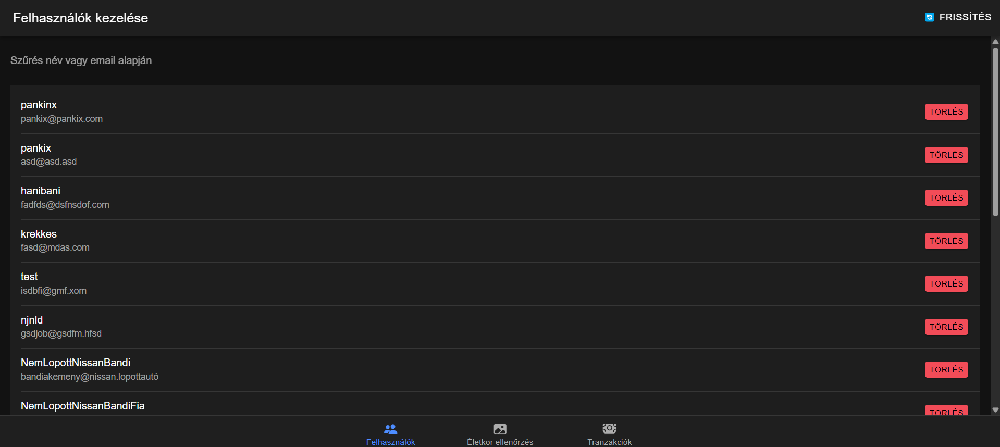 Felhasználók kezelése
FRISSÍTÉS
Szűrés név vagy email alapján
pankinx
pankix@pankix.com
TÖRLÉS
pankix
asd@asd.asd
TÖRLÉS
hanibani
fadfds@dsfnsdof.com
TÖRLÉS
krekkes
fasd@mdas.com
TÖRLÉS
test
isdbfi@gmf.xom
TÖRLÉS
njnld
gsdjob@gsdfm.hfsd
TÖRLÉS
NemLopottNissanBandi
bandiakemeny@nissan.lopottautó
TÖRLÉS
NemLopottNissanBandiFia
TÖRLÉS
Felhasználók
Életkor ellenőrzés
Tranzakciók